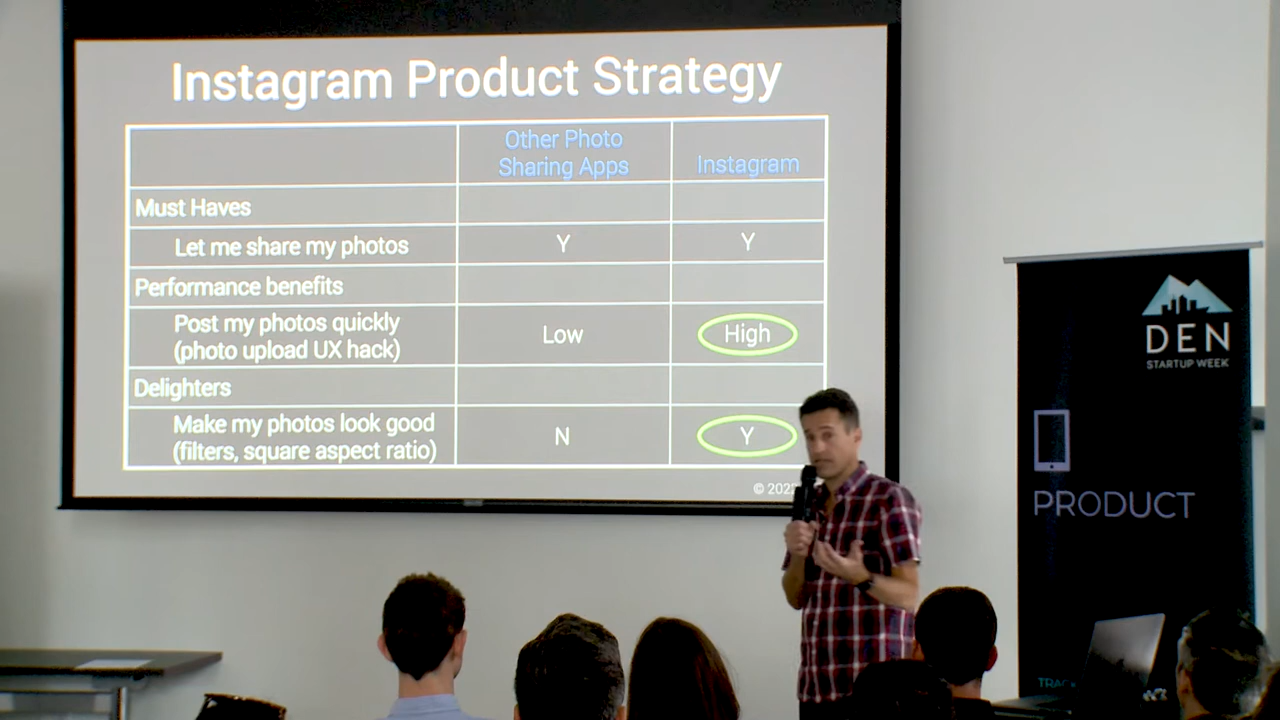 Instagram Product Strategy
Other Photo
Sharing Apps
Instagram
Must Haves
Let me share my photos Y Y
Performance benefits
Post my photos quickly
(photo upload UX hack)
Low High
Delighters
Make my photos look good
(filters, square aspect ratio)
N Y
©
DEN
STARTUP WEEK
PRODUCT